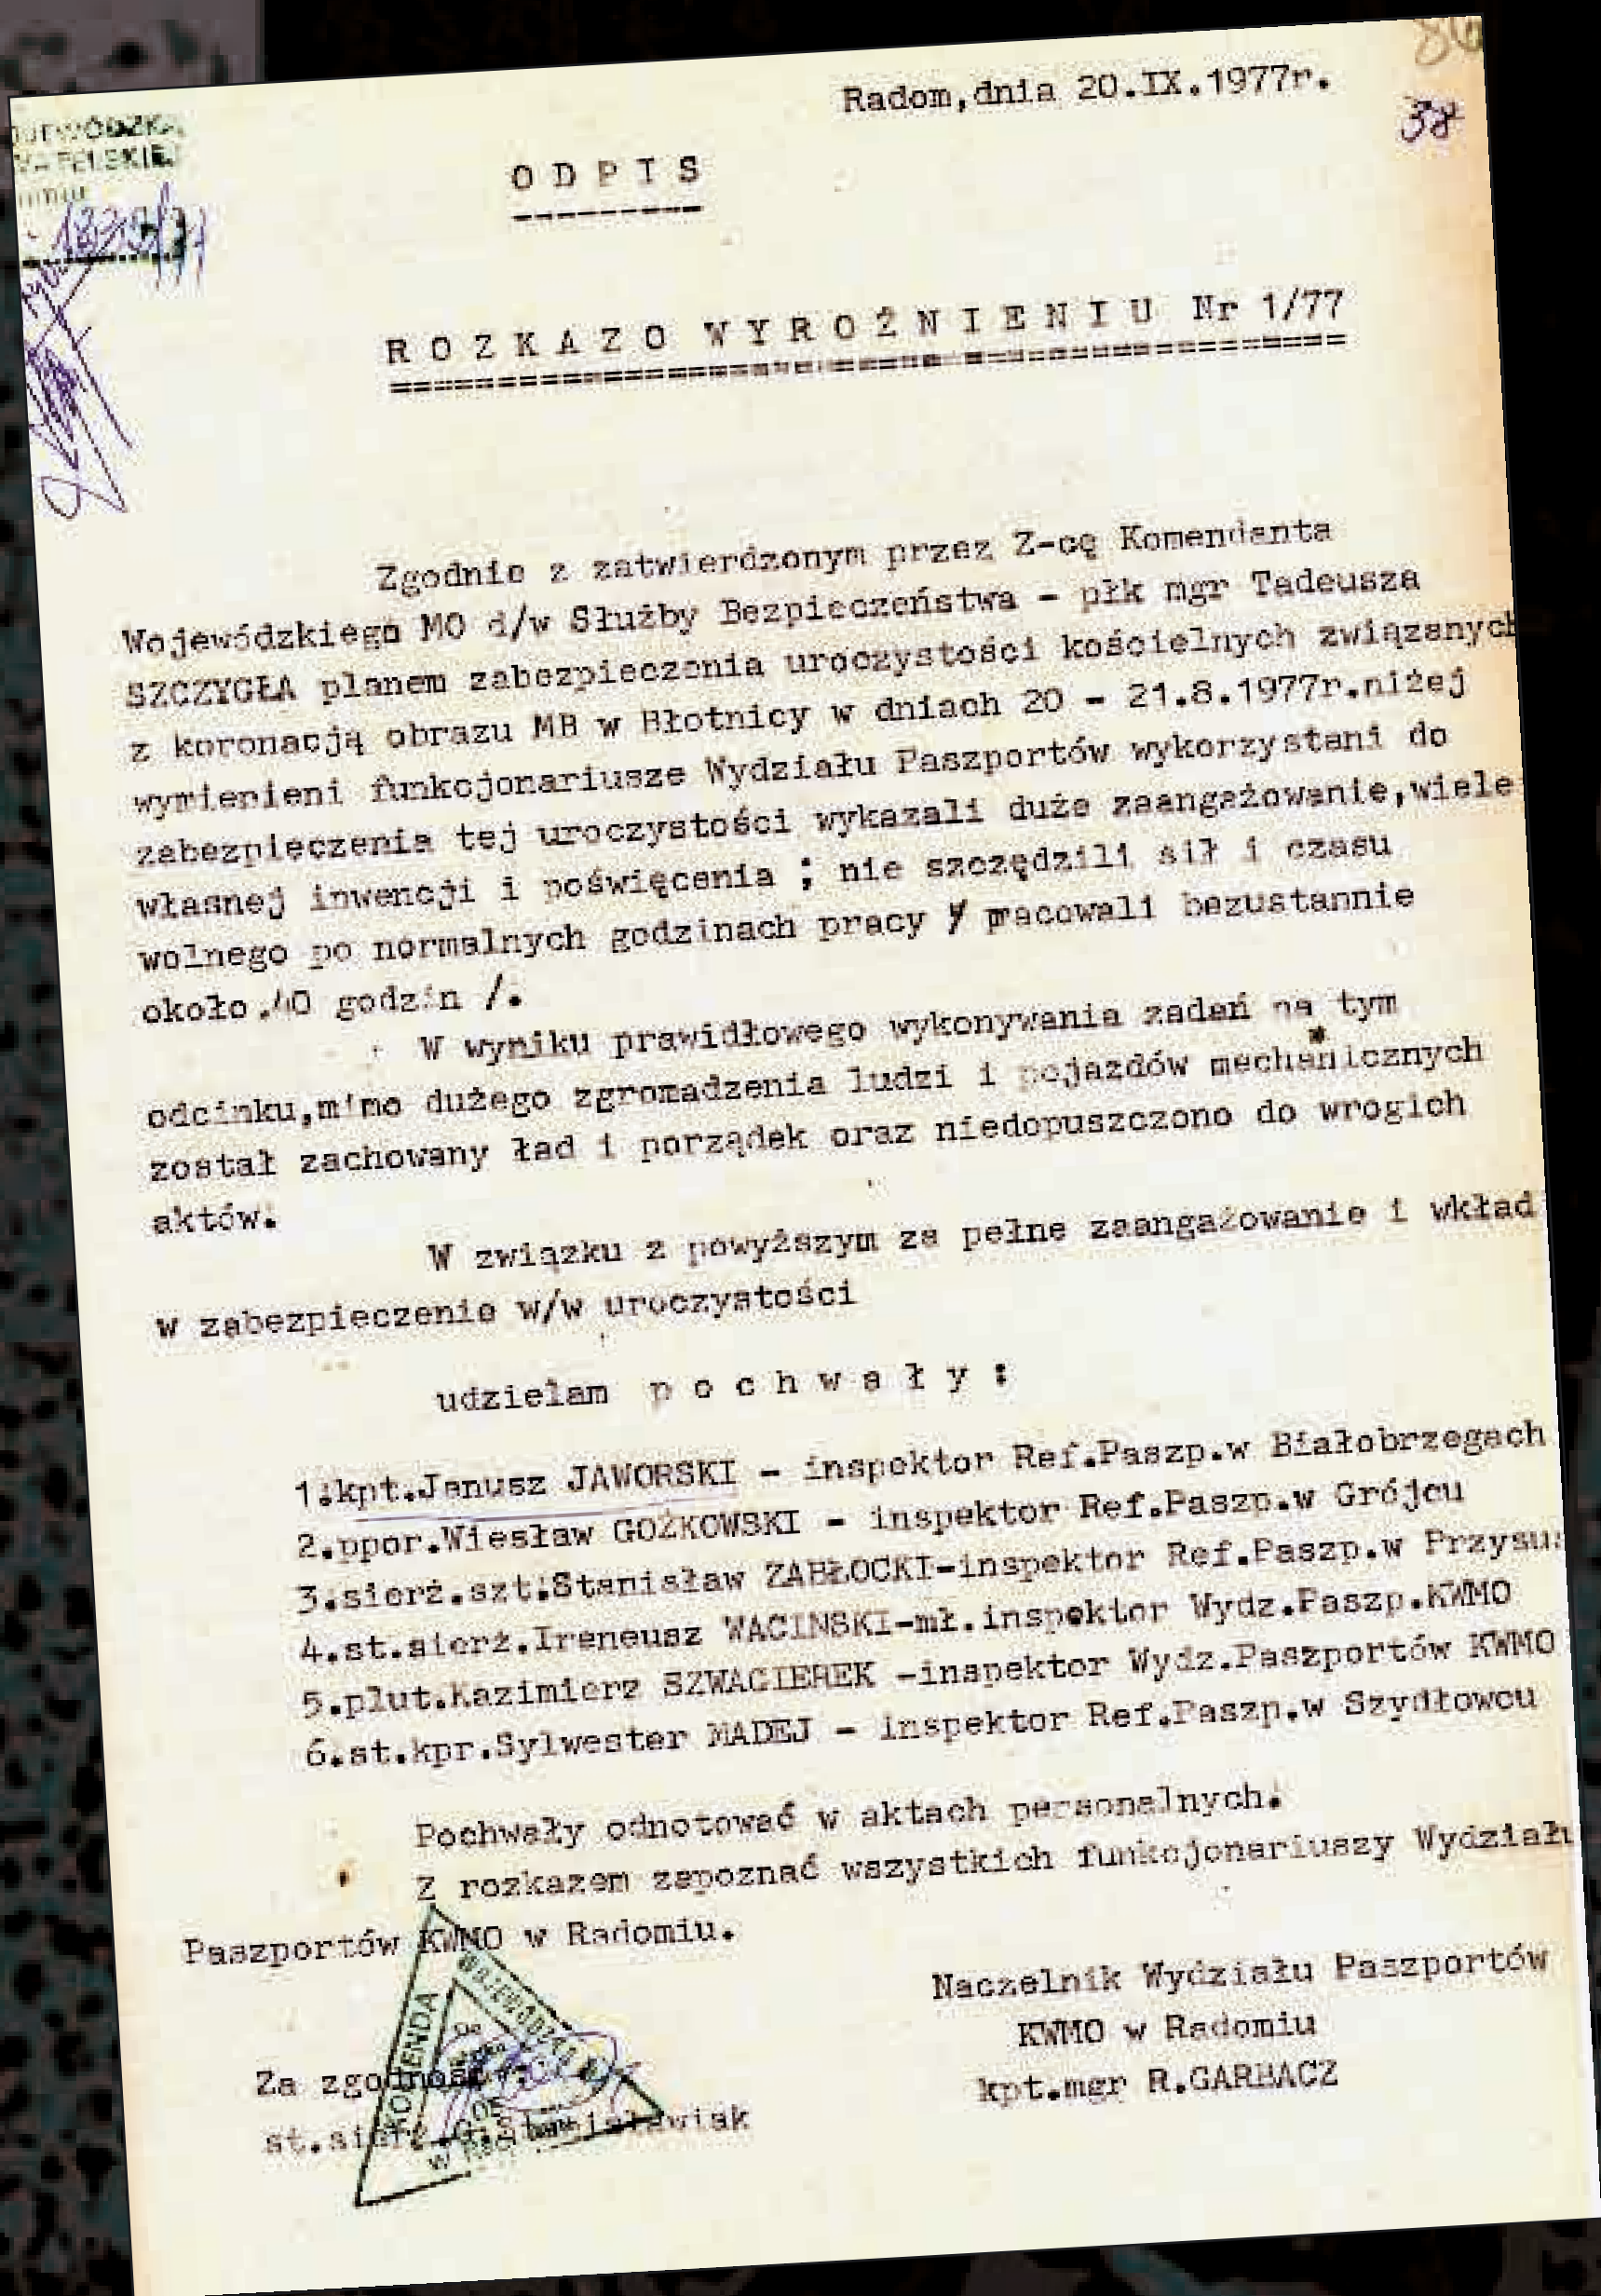 86
Radom,dnia 20.IX.1977r.
38
O D P I S
R O Z K A Z O W Y R O Ż N I E N I U Nr 1/77
Zgodnie z zatwierdzonym przez Z-cę Komendanta
Wojewódzkiego MO d/w Służby Bezpieczeństwa - płk mgr Tadeusza
SZCZYGŁA planem zabezpieczenia uroczystości kościelnych związanych
z koronacją obrazu MB w Błotnicy w dniach 20 - 21.8.1977r.niżej
wymienieni funkcjonariusze Wydziału Paszportów wykorzystani do
zabezpieczenia tej uroczystości wykazali duże zaangażowanie,wiele
własnej inwencji i poświęcenia ; nie szczędzili sił i czasu
wolnego po normalnych godzinach pracy / pracowali bezustannie
około 40 godzin /.
W wyniku prawidłowego wykonywania zadań na tym
odcinku,mimo dużego zgromadzenia ludzi i pojazdów mechanicznych
został zachowany ład i porządek oraz niedopuszczono do wrogich
aktów.
W związku z powyższym za pełne zaangażowanie i wkład
w zabezpieczenie w/w uroczystości
udzielam p o c h w a ł y :
1.kpt.Janusz JAWORSKI - inspektor Ref.Paszp.w Białobrzegach
2.ppor.Wiesław GOŻKOWSKI - inspektor Ref.Paszp.w Grójcu
3.sierż.szt.Stanisław ZABŁOCKI-inspektor Ref.Paszp.w Przysu
4.st.sierż.Ireneusz WACINSKI-mł.inspektor Wydz.Paszp.KWMO
5.plut.Kazimierz SZWAGIEREK -inspektor Wydz.Paszportów KWMO
6.st.kpr.Sylwester MADEJ - inspektor Ref.Paszp.w Szydłowcu
Pochwały odnotować w aktach personalnych.
Z rozkazem zapoznać wszystkich funkcjonariuszy Wydziału
Paszportów KWMO w Radomiu.
Naczelnik Wydziału Paszportów
KWMO w Radomiu
kpt.mgr R.GARBACZ
Za zgodność
KOMENDA